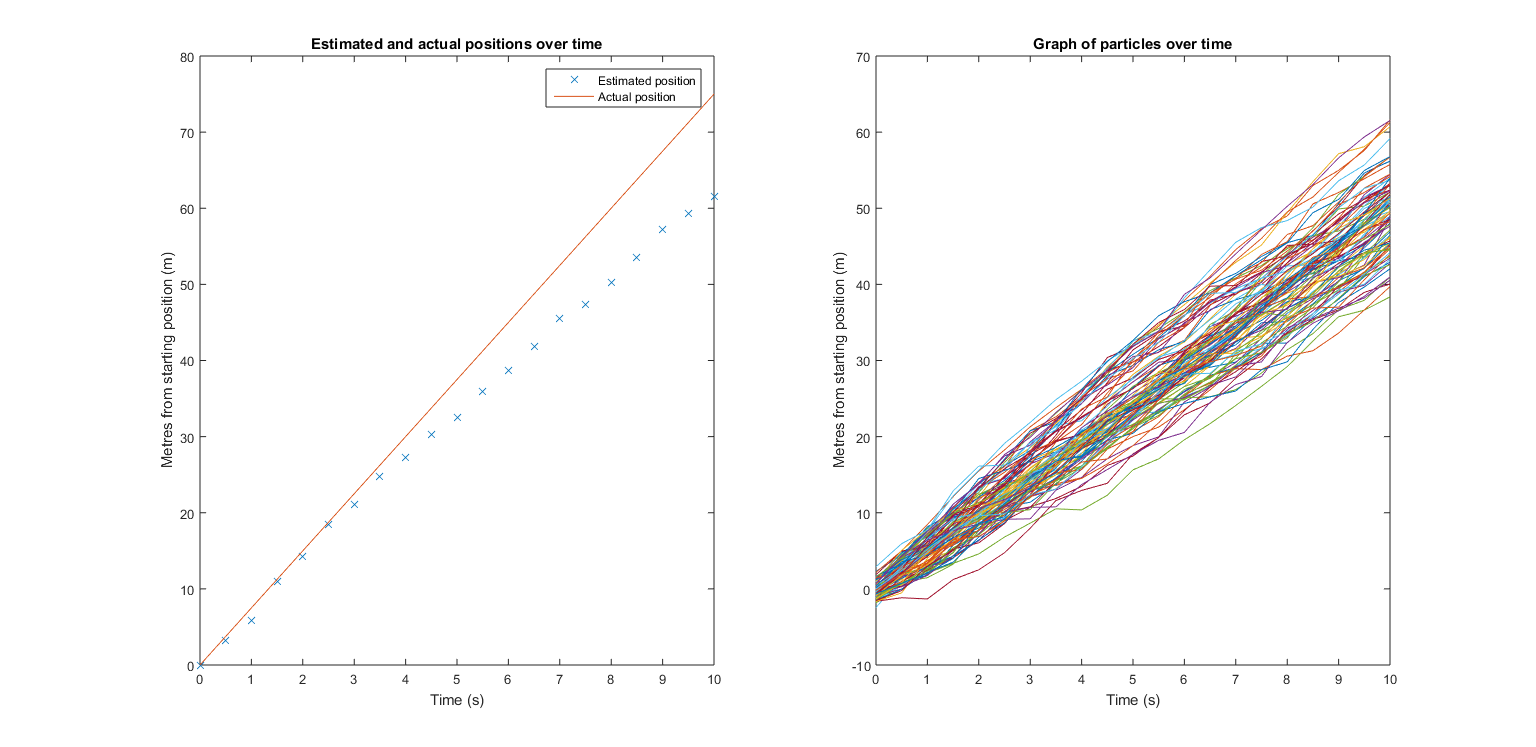 Estimated and actual positions over time
80
70
60
50
40
30
20
10
0
Metres from starting position (m)
Estimated position
Actual position
0 1 2 3 4 5 6 7 8 9 10
Time (s)
Graph of particles over time
70
60
50
40
30
20
10
0
-10
Metres from starting position (m)
0 1 2 3 4 5 6 7 8 9 10
Time (s)